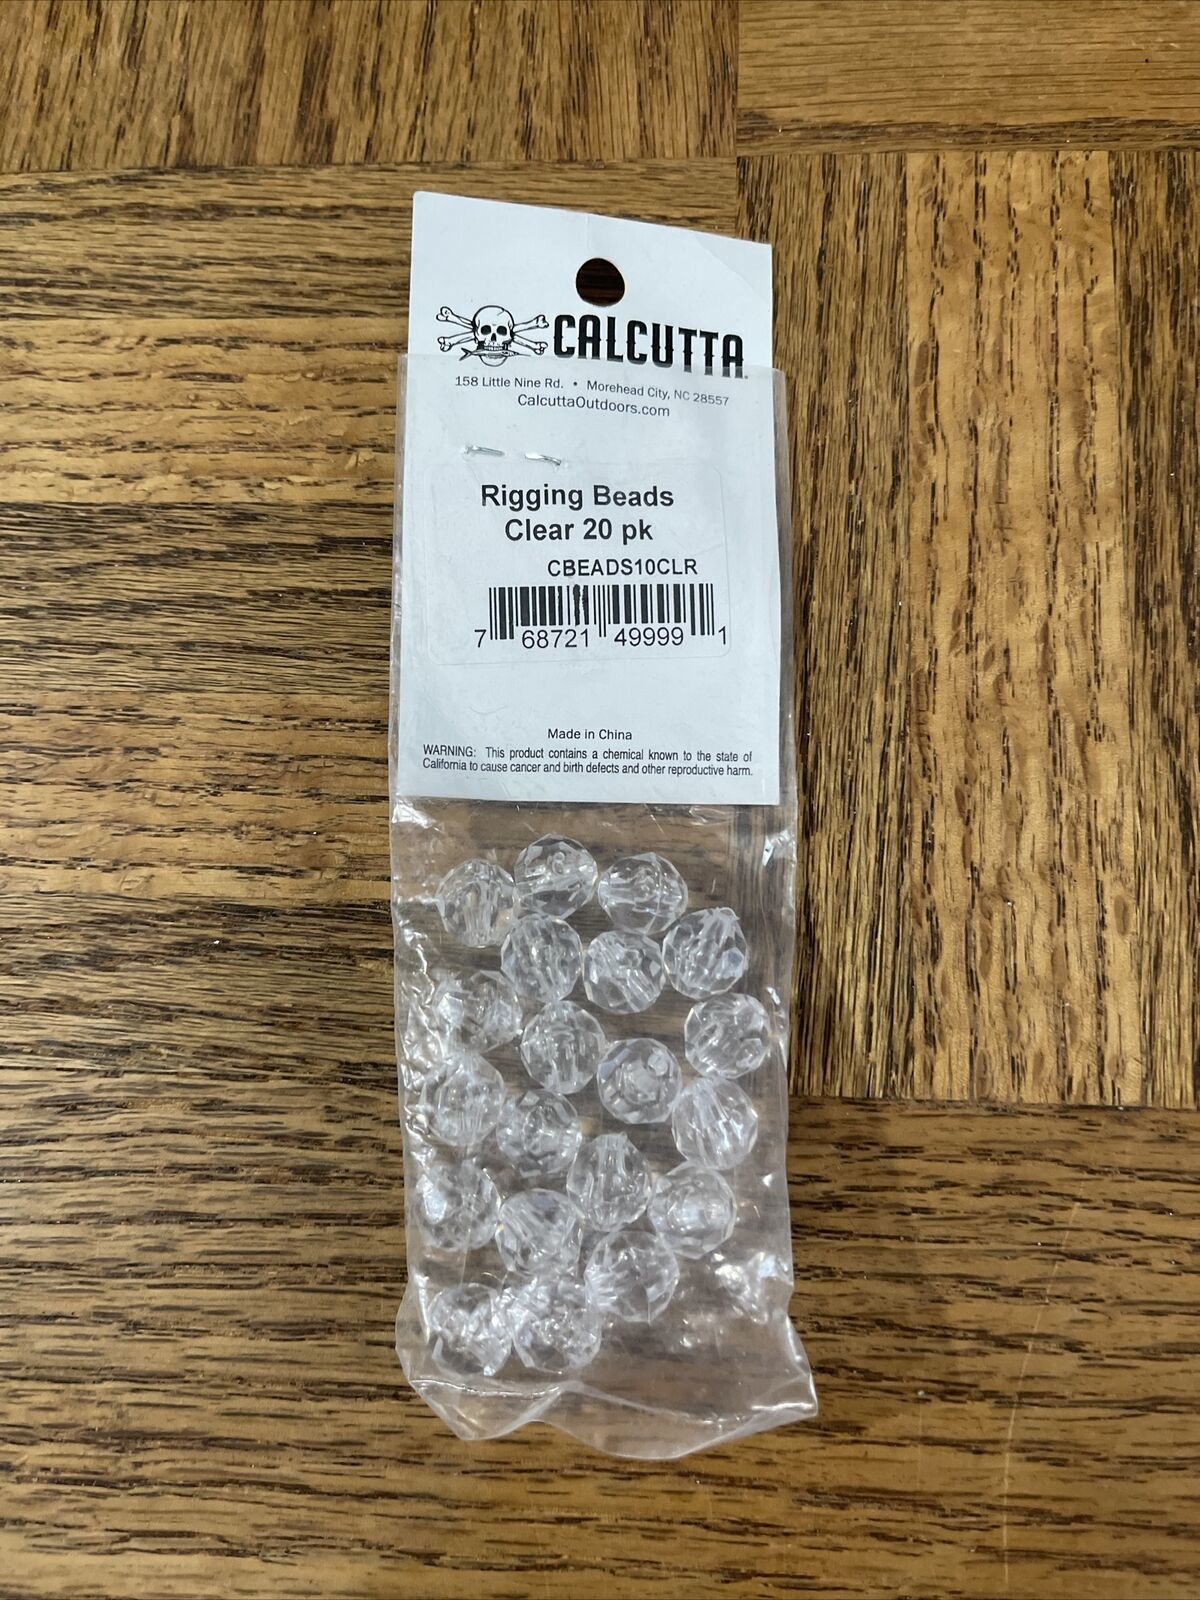 CALCUTTA
158 Little Nine Rd. • Morehead City, NC 28557
CalcuttaOutdoors.com
Rigging Beads
Clear 20 pk
CBEADS10CLR
7 68721 49999 1
Made in China
WARNING: This product contains a chemical known to the state of
California to cause cancer and birth defects and other reproductive harm.